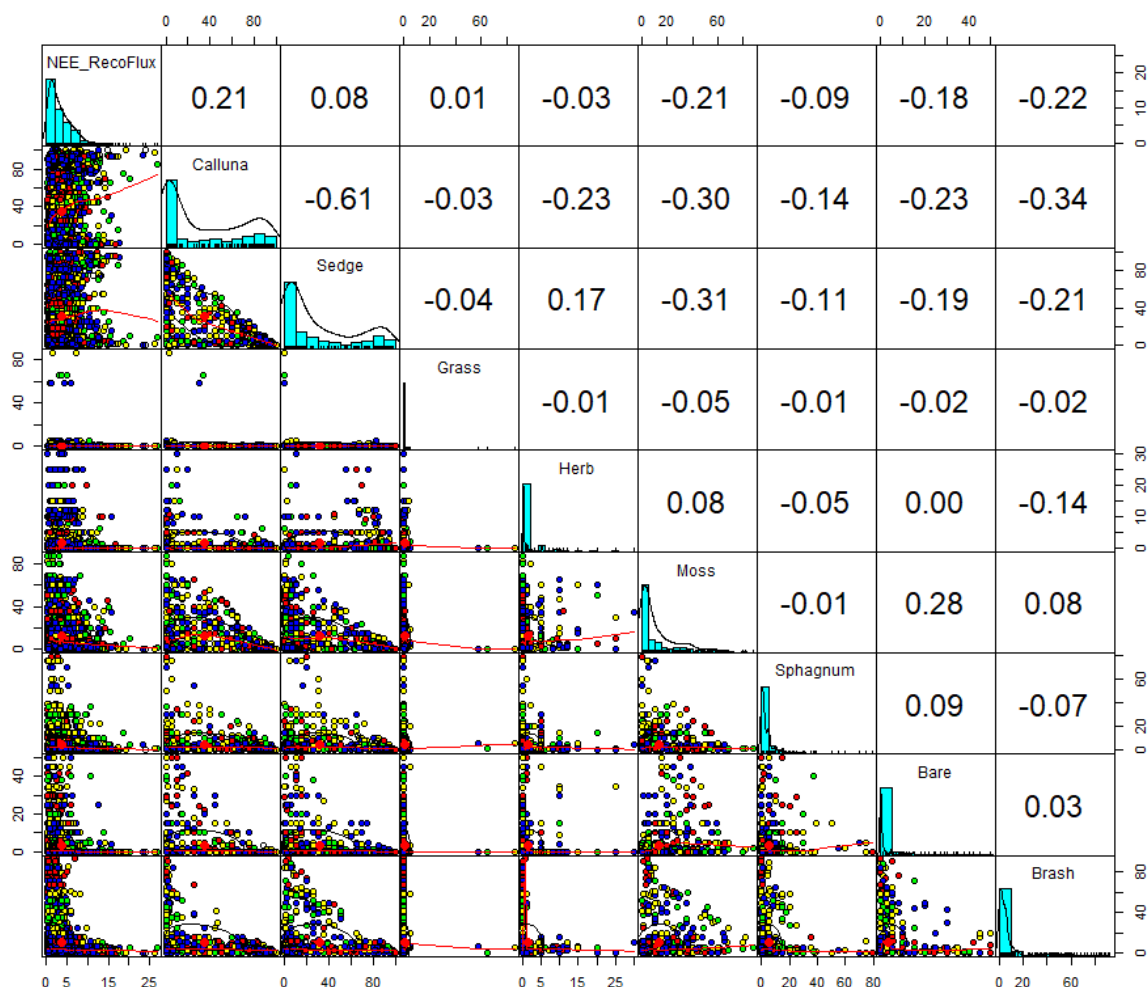 0 40 80 0 40 80 0 20 60 0 20 40
NEE_RecoFlux 0.21 0.08 0.01 -0.03 -0.21 -0.09 -0.18 -0.22 0 10 20
0 40 80 Calluna -0.61 -0.03 -0.23 -0.30 -0.14 -0.23 -0.34
Sedge -0.04 0.17 -0.31 -0.11 -0.19 -0.21 0 40 80
0 40 80 Grass -0.01 -0.05 -0.01 -0.02 -0.02
Herb 0.08 -0.05 0.00 -0.14 0 10 20 30
0 40 80 Moss -0.01 0.28 0.08
Sphagnum 0.09 -0.07 0 20 60
0 20 40 Bare 0.03
Brash 0 40 80
0 5 15 25 0 40 80 0 5 15 25 0 20 40 60 80 0 20 60